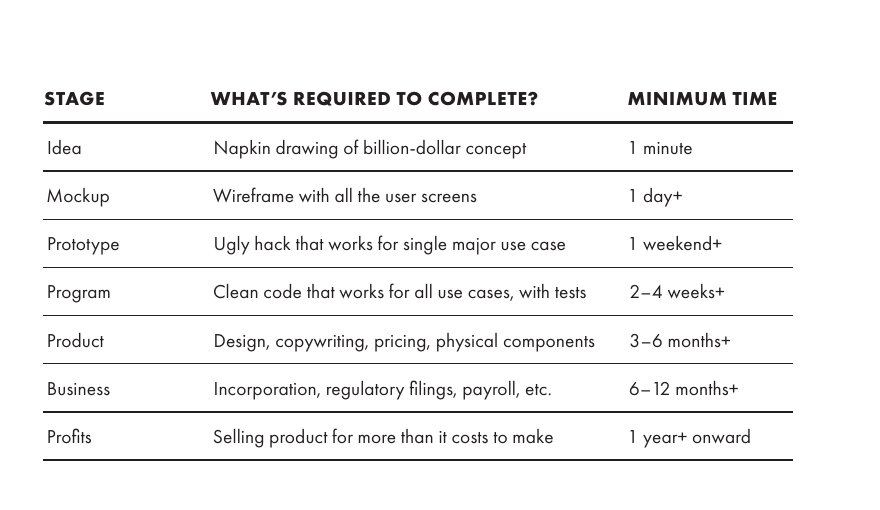 STAGE WHAT’S REQUIRED TO COMPLETE? MINIMUM TIME
Idea Napkin drawing of billion-dollar concept 1 minute
Mockup Wireframe with all the user screens 1 day+
Prototype Ugly hack that works for single major use case 1 weekend+
Program Clean code that works for all use cases, with tests 2–4 weeks+
Product Design, copywriting, pricing, physical components 3–6 months+
Business Incorporation, regulatory filings, payroll, etc. 6–12 months+
Profits Selling product for more than it costs to make 1 year+ onward